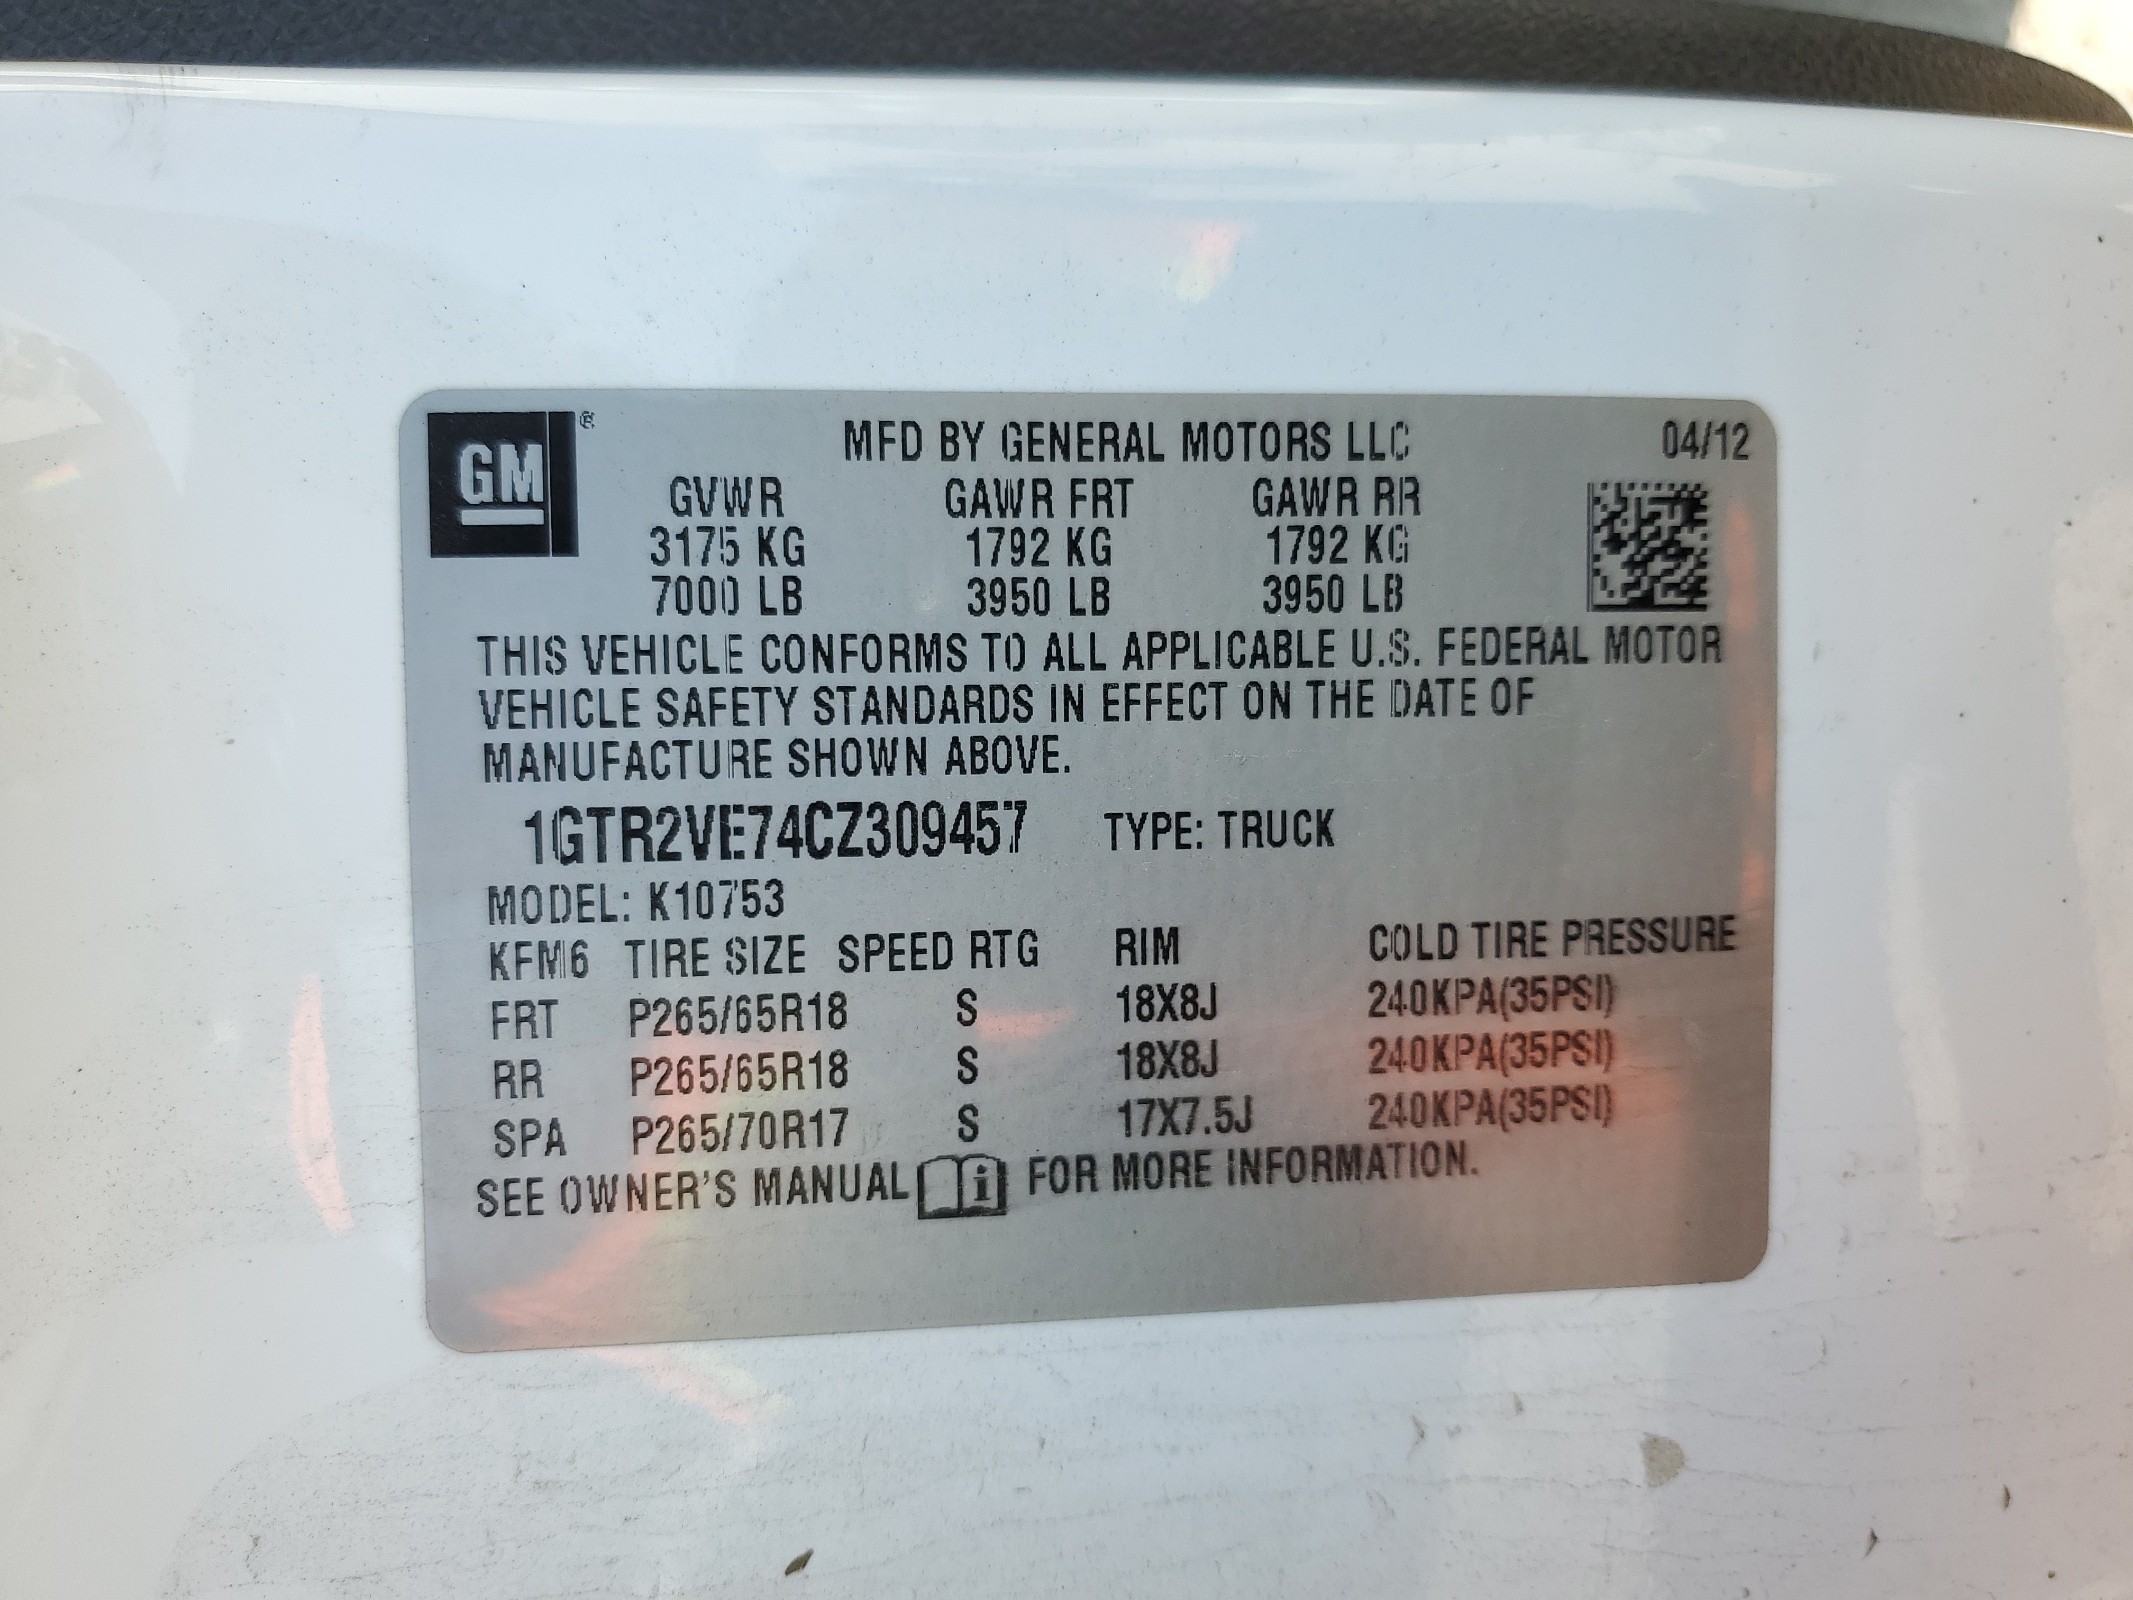 GM ®
MFD BY GENERAL MOTORS LLC 04/12
GVWR GAWR FRT GAWR RR
3175 KG 1792 KG 1792 KG
7000 LB 3950 LB 3950 LB
THIS VEHICLE CONFORMS TO ALL APPLICABLE U.S. FEDERAL MOTOR
VEHICLE SAFETY STANDARDS IN EFFECT ON THE DATE OF
MANUFACTURE SHOWN ABOVE.
1GTR2VE74CZ309457 TYPE: TRUCK
MODEL: K10753
KFM6 TIRE SIZE SPEED RTG RIM COLD TIRE PRESSURE
FRT P265/65R18 S 18X8J 240KPA(35PSI)
RR P265/65R18 S 18X8J 240KPA(35PSI)
SPA P265/70R17 S 17X7.5J 240KPA(35PSI)
SEE OWNER'S MANUAL i FOR MORE INFORMATION.